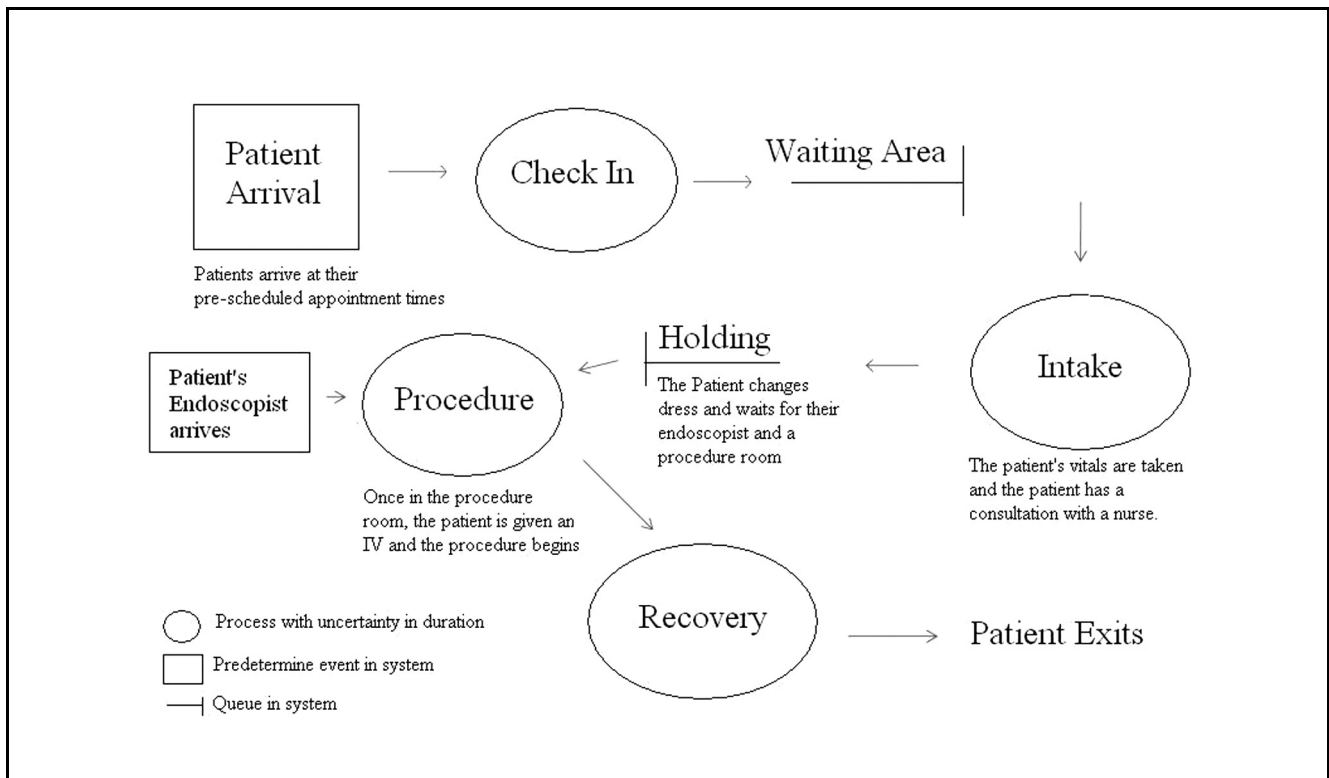 Patient
Arrival
Check In
Waiting Area
Patients arrive at their
pre-scheduled appointment times
Patient's
Endoscopist
arrives
Procedure
Holding
The Patient changes
dress and waits for their
endoscopist and a
procedure room
Intake
The patient's vitals are taken
and the patient has a
consultation with a nurse.
Once in the procedure
room, the patient is given an
IV and the procedure begins
Recovery
Patient Exits
Process with uncertainty in duration
Predetermine event in system
Queue in system